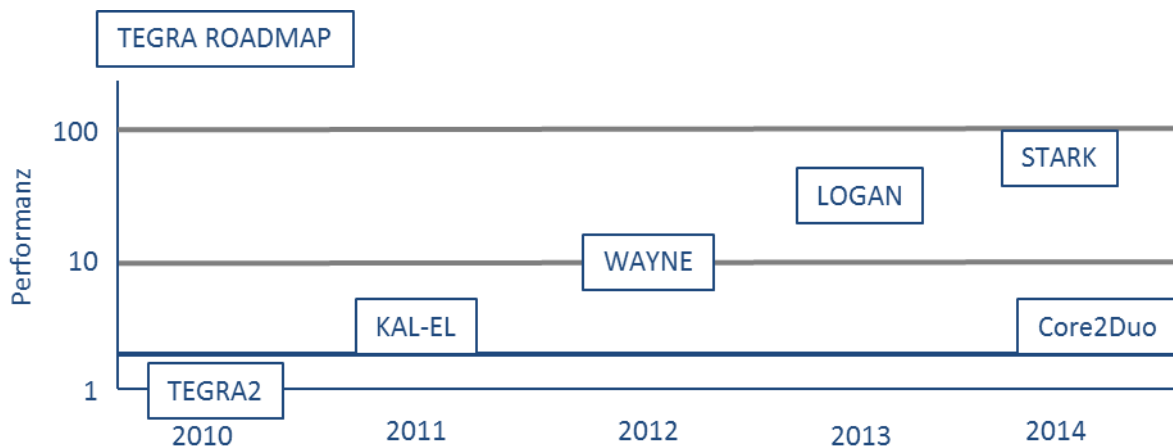 TEGRA ROADMAP
100
STARK
LOGAN
Performanz
10
WAYNE
KAL-EL
Core2Duo
1
TEGRA2
2010
2011
2012
2013
2014